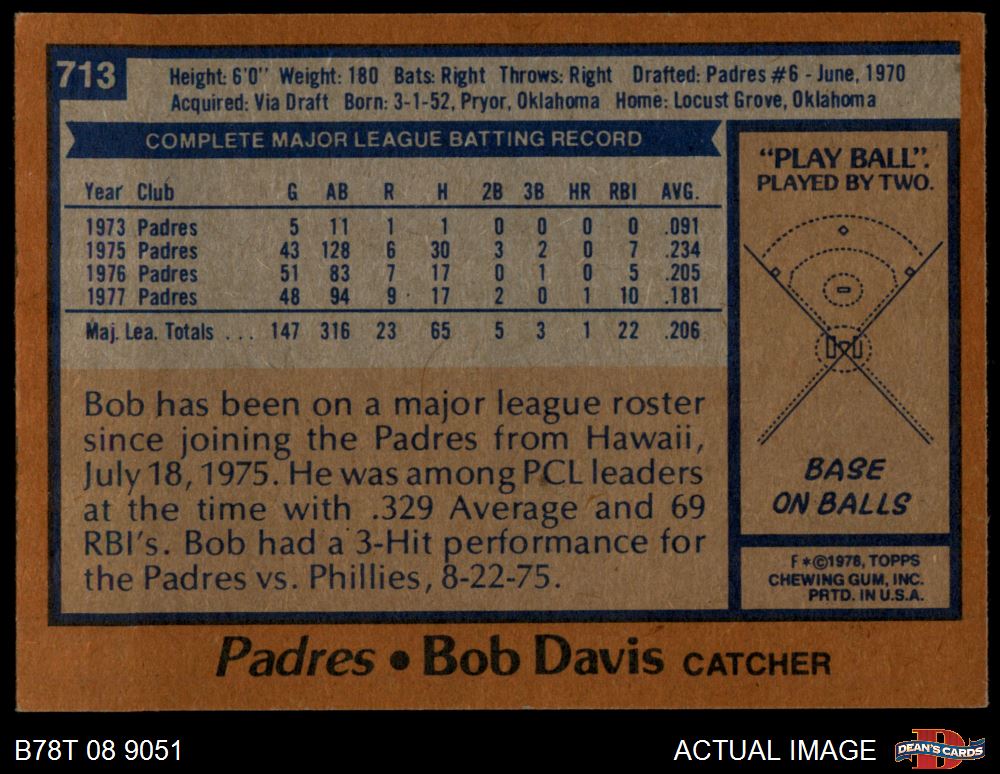 713
Height: 6'0" Weight: 180 Bats: Right Throws: Right Drafted: Padres #6 - June, 1970
Acquired: Via Draft Born: 3-1-52, Pryor, Oklahoma Home: Locust Grove, Oklahoma
COMPLETE MAJOR LEAGUE BATTING RECORD
Year Club G AB R H 2B 3B HR RBI AVG.
1973 Padres 5 11 1 1 0 0 0 0 .091
1975 Padres 43 128 6 30 3 2 0 7 .234
1976 Padres 51 83 7 17 0 1 0 5 .205
1977 Padres 48 94 9 17 2 0 1 10 .181
Maj. Lea. Totals . . . 147 316 23 65 5 3 1 22 .206
Bob has been on a major league roster
since joining the Padres from Hawaii,
July 18, 1975. He was among PCL leaders
at the time with .329 Average and 69
RBI's. Bob had a 3-Hit performance for
the Padres vs. Phillies, 8-22-75.
"PLAY BALL".
PLAYED BY TWO.
BASE
ON BALLS
F*©1978, TOPPS
CHEWING GUM, INC.
PRTD. IN U.S.A.
Padres • Bob Davis CATCHER
B78T 08 9051
ACTUAL IMAGE
D
DEAN'S CARDS